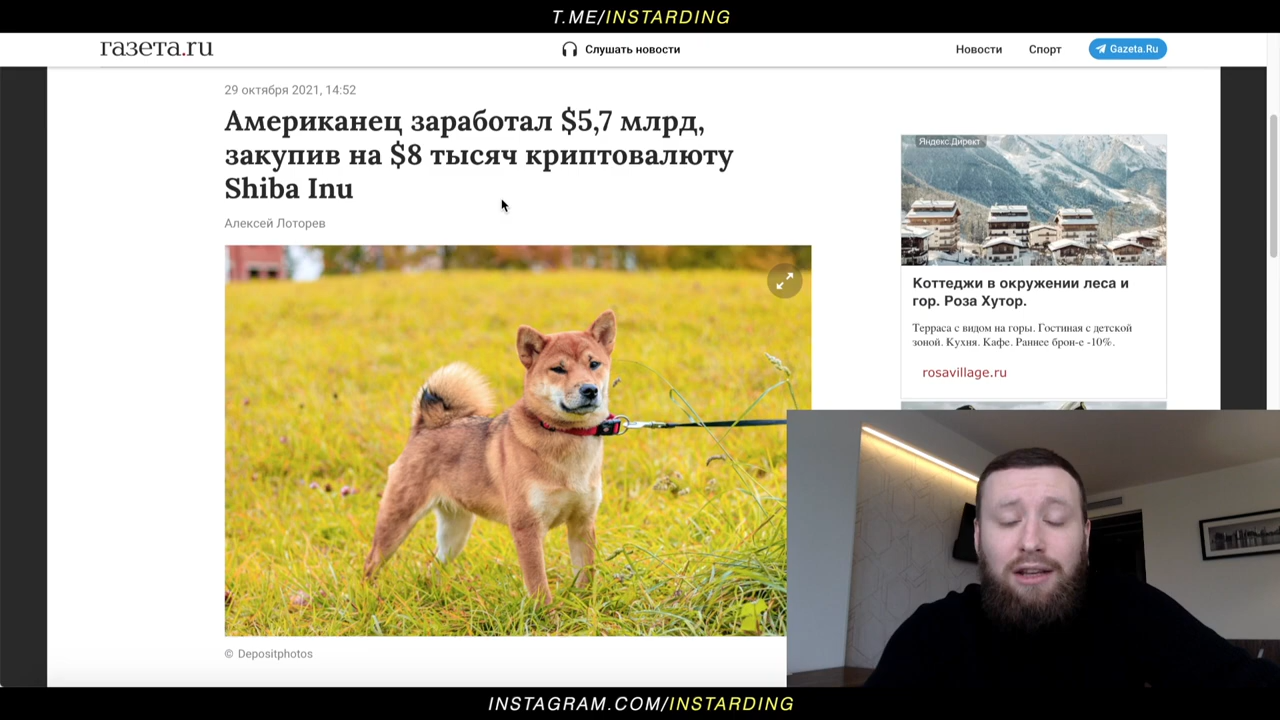 T.ME/INSTARDING
газета.ru
Слушать новости
Новости
Спорт
Gazeta.Ru
29 октября 2021, 14:52
Американец заработал $5,7 млрд,
закупив на $8 тысяч криптовалюту
Shiba Inu
Алексей Лоторев
© Depositphotos
Яндекс.Директ
Коттеджи в окружении леса и
гор. Роза Хутор.
Терраса с видом на горы. Гостиная с детской
зоной. Кухня. Кафе. Раннее брон-е -10%.
rosavillage.ru
INSTAGRAM.COM/INSTARDING